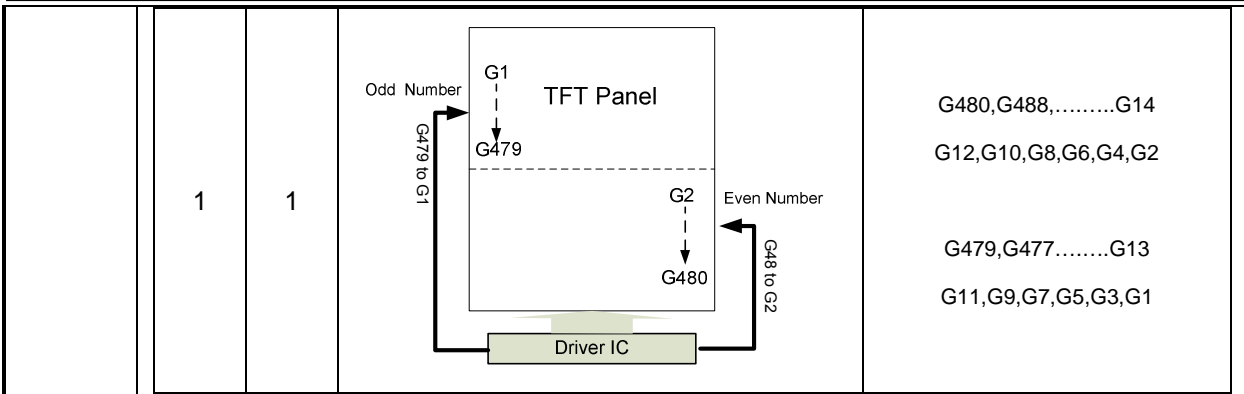 1
1
Odd Number
G1
TFT Panel
G479 to G1
G479
G2
Even Number
G48 to G2
G480
Driver IC
G480,G488,……...G14
G12,G10,G8,G6,G4,G2
G479,G477…..…..G13
G11,G9,G7,G5,G3,G1